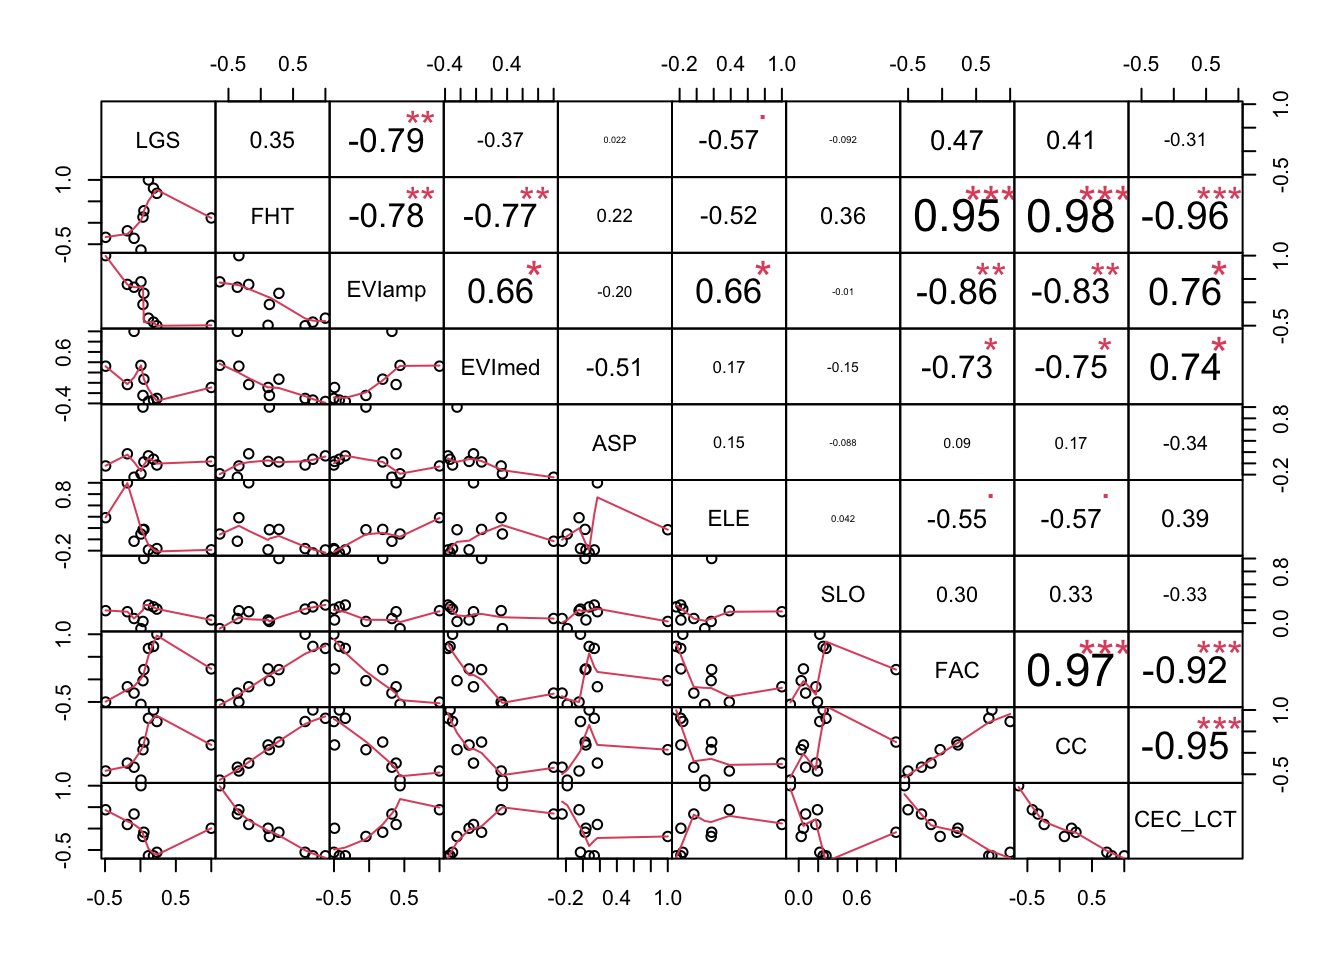 -0.5 0.5 -0.4 0.4 -0.2 0.4 1.0 -0.5 0.5 -0.5 0.5
LGS 0.35 -0.79 ** -0.37 0.022 -0.57 . -0.092 0.47 0.41 -0.31 -0.5 1.0
-0.5 1.0 FHT -0.78 ** -0.77 ** 0.22 -0.52 0.36 0.95 *** 0.98 *** -0.96 ***
EVIamp 0.66 * -0.20 0.66 * -0.01 -0.86 ** -0.83 ** 0.76 * -0.5 1.0
-0.4 0.6 EVImed -0.51 0.17 -0.15 -0.73 * -0.75 * 0.74 *
ASP 0.15 -0.088 0.09 0.17 -0.34 -0.2 0.8
-0.2 0.8 ELE 0.042 -0.55 . -0.57 . 0.39
SLO 0.30 0.33 -0.33 0.0 0.8
-0.5 1.0 FAC 0.97 *** -0.92 ***
CC -0.95 *** -0.5 1.0
-0.5 1.0 CEC_LCT
-0.5 0.5 -0.5 0.5 -0.2 0.4 1.0 0.0 0.6 -0.5 0.5